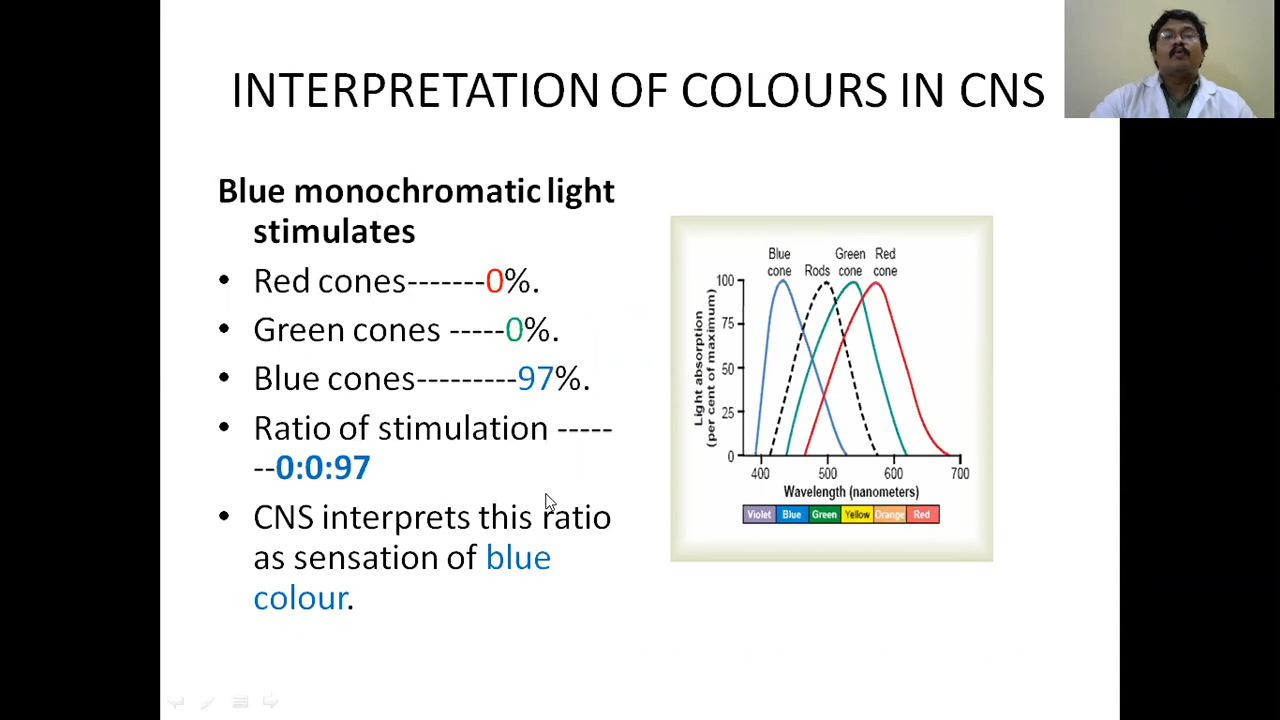 INTERPRETATION OF COLOURS IN CNS
Blue monochromatic light
stimulates
• Red cones-------0%.
• Green cones -----0%.
• Blue cones---------97%.
• Ratio of stimulation -----
--0:0:97
• CNS interprets this ratio
as sensation of blue
colour.
Blue cone
Rods
Green cone
Red cone
Light absorption
(per cent of maximum)
100
75
50
25
0
400 500 600 700
Wavelength (nanometers)
Violet Blue Green Yellow Orange Red